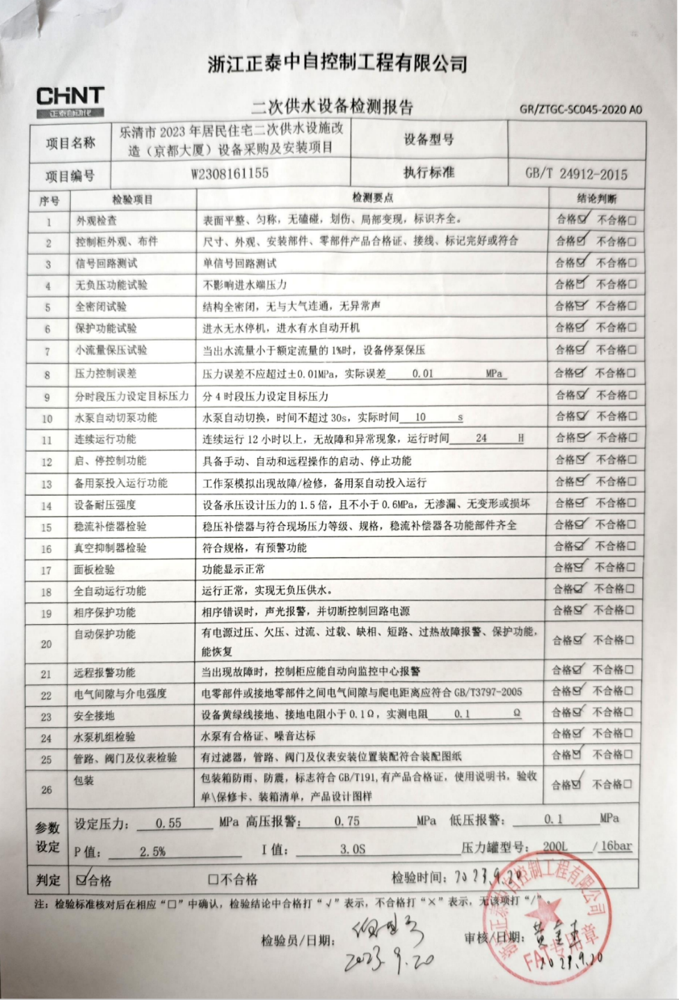 浙江正泰中自控制工程有限公司
CHNT
正泰自动化
二次供水设备检测报告
GR/ZTGC-SC045-2020 A0
项目名称 乐清市 2023 年居民住宅二次供水设施改造（京都大厦）设备采购及安装项目 设备型号
项目编号 W2308161155 执行标准 GB/T 24912-2015
序号 检验项目 检测要点 结论判断
1 外观检查 表面平整、匀称，无磕碰，划伤、局部变现，标识齐全。 合格☑ 不合格□
2 控制柜外观、布件 尺寸、外观、安装部件、零部件产品合格证、接线、标记完好或符合 合格☑ 不合格□
3 信号回路测试 单信号回路测试 合格☑ 不合格□
4 无负压功能试验 不影响进水端压力 合格☑ 不合格□
5 全密闭试验 结构全密闭，无与大气连通，无异常声 合格☑ 不合格□
6 保护功能试验 进水无水停机，进水有水自动开机 合格☑ 不合格□
7 小流量保压试验 当出水流量小于额定流量的 1%时，设备停泵保压 合格☑ 不合格□
8 压力控制误差 压力误差不应超过±0.01MPa，实际误差 0.01 MPa 合格☑ 不合格□
9 分时段压力设定目标压力 分 4 时段压力设定目标压力 合格☑ 不合格□
10 水泵自动切泵功能 水泵自动切换，时间不超过 30s，实际时间 10 s 合格☑ 不合格□
11 连续运行功能 连续运行 12 小时以上，无故障和异常现象，运行时间 24 H 合格☑ 不合格□
12 启、停控制功能 具备手动、自动和远程操作的启动、停止功能 合格☑ 不合格□
13 备用泵投入运行功能 工作泵模拟出现故障/检修，备用泵自动投入运行 合格☑ 不合格□
14 设备耐压强度 设备承压设计压力的 1.5 倍，且不小于 0.6MPa，无渗漏、无变形或损坏 合格☑ 不合格□
15 稳流补偿器检验 稳压补偿器与符合现场压力等级、规格，稳流补偿器各功能部件齐全 合格☑ 不合格□
16 真空抑制器检验 符合规格，有预警功能 合格☑ 不合格□
17 面板检验 功能显示正常 合格☑ 不合格□
18 全自动运行功能 运行正常，实现无负压供水。 合格☑ 不合格□
19 相序保护功能 相序错误时，声光报警，并切断控制回路电源 合格☑ 不合格□
20 自动保护功能 有电源过压、欠压、过流、过载、缺相、短路、过热故障报警、保护功能，能恢复 合格☑ 不合格□
21 远程报警功能 当出现故障时，控制柜应能自动向监控中心报警 合格☑ 不合格□
22 电气间隙与介电强度 电零部件或接地零部件之间电气间隙与爬电距离应符合 GB/T3797-2005 合格☑ 不合格□
23 安全接地 设备黄绿线接地、接地电阻小于 0.1Ω，实测电阻 0.1 Ω 合格☑ 不合格□
24 水泵机组检验 水泵有合格证、噪音达标 合格☑ 不合格□
25 管路、阀门及仪表检验 有过滤器，管路、阀门及仪表安装位置装配符合装配图纸 合格☑ 不合格□
26 包装 包装箱防雨、防震，标志符合 GB/T191,有产品合格证，使用说明书，验收单\保修卡、装箱清单，产品设计图样 合格☑ 不合格□
参数设定 设定压力： 0.55 MPa 高压报警： 0.75 MPa 低压报警： 0.1 MPa
P 值： 2.5% I 值： 3.0S 压力罐型号： 200L /16bar
判定 ☑合格 □不合格 检验时间：2023.9.20
注：检验标准核对后在相应“□”中确认，检验结论中合格打“√”表示，不合格打“×”表示，无该项打“/”。
检验员/日期：
2023.9.20
审核/日期：
2023.9.20
浙江正泰中自控制工程有限公司
FAT专用章